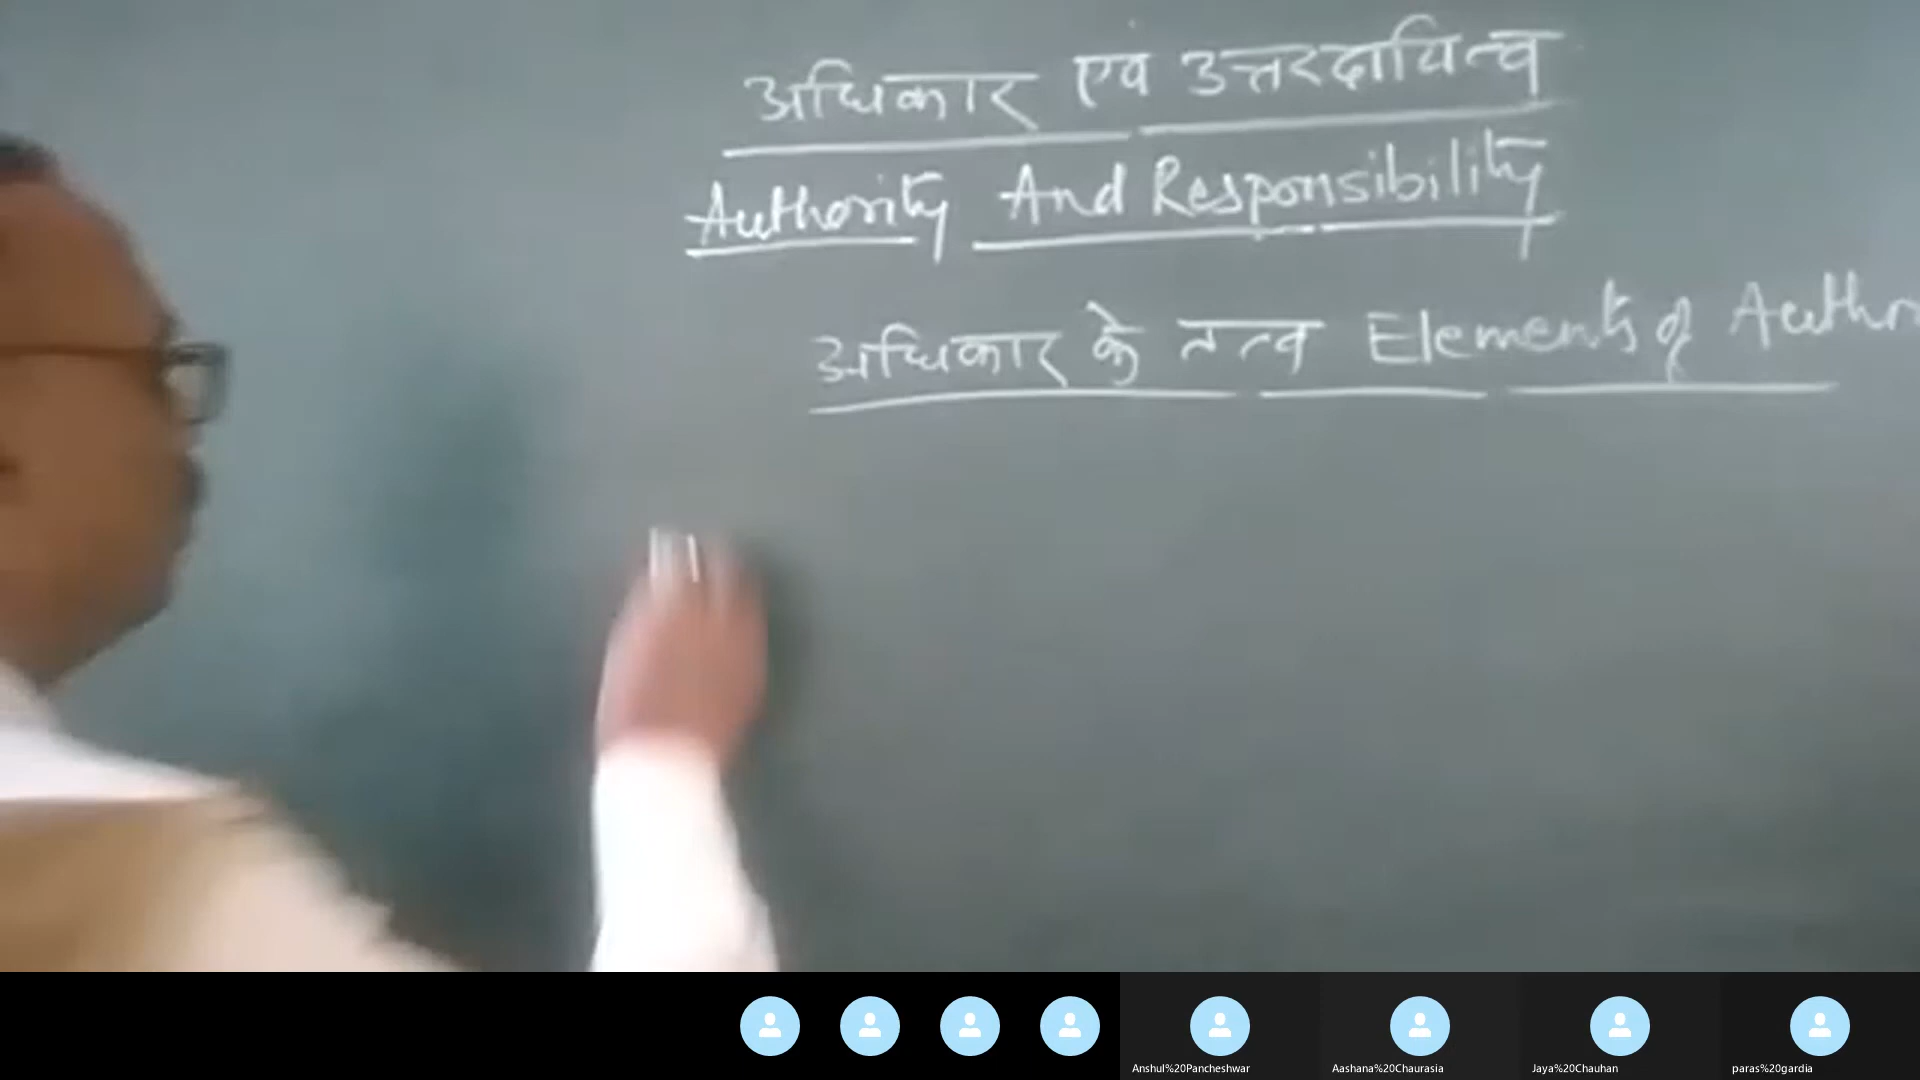 अधिकार एवं उत्तरदायित्व
Authority And Responsibility
अधिकार के तत्व Elements of Autho
Anshul%20Pancheshwar
Aashana%20Chaurasia
Jaya%20Chauhan
paras%20gardia